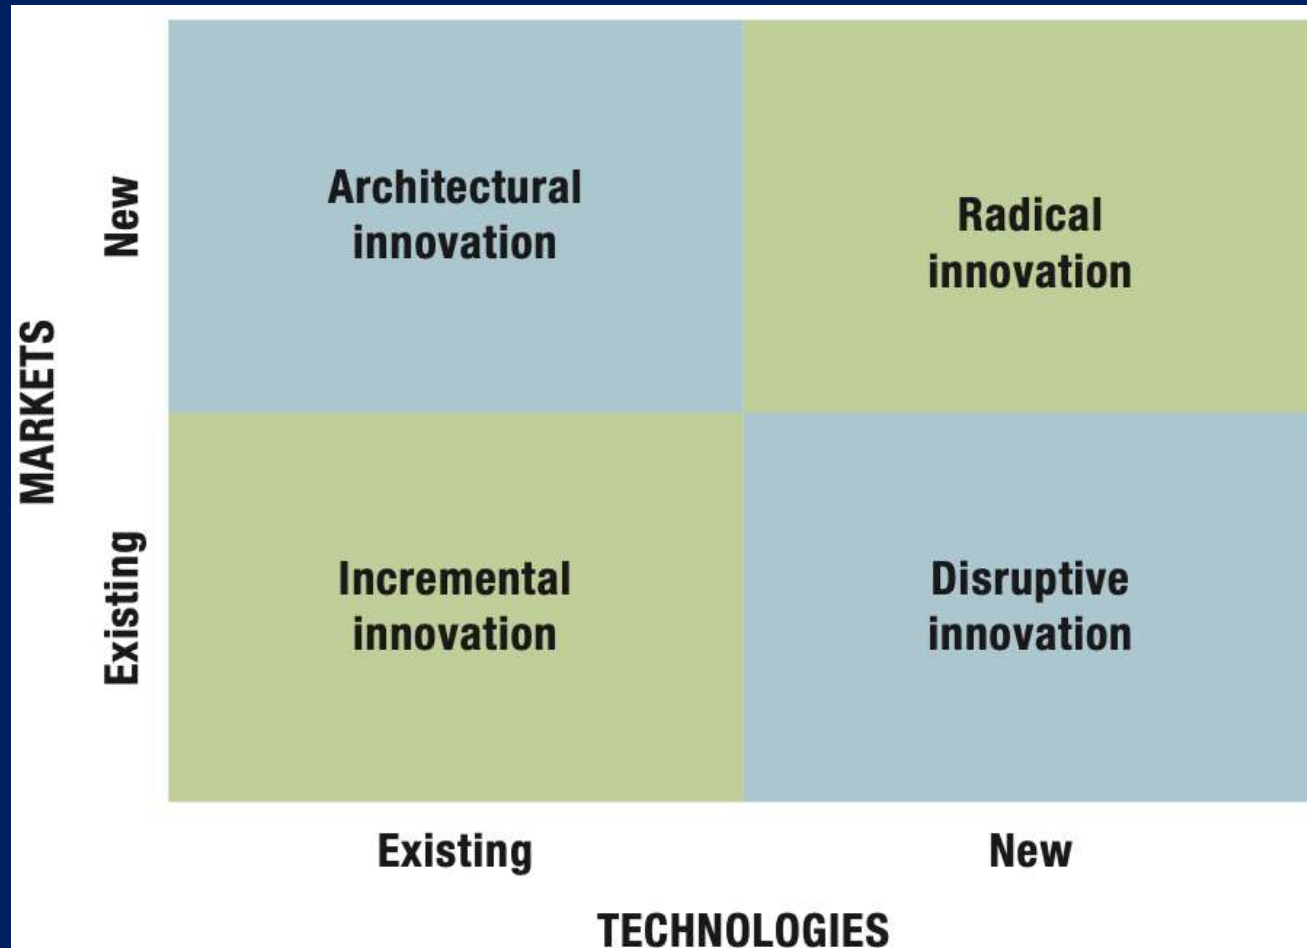 MARKETS
New
Existing
Architectural
innovation
Radical
innovation
Incremental
innovation
Disruptive
innovation
Existing
New
TECHNOLOGIES